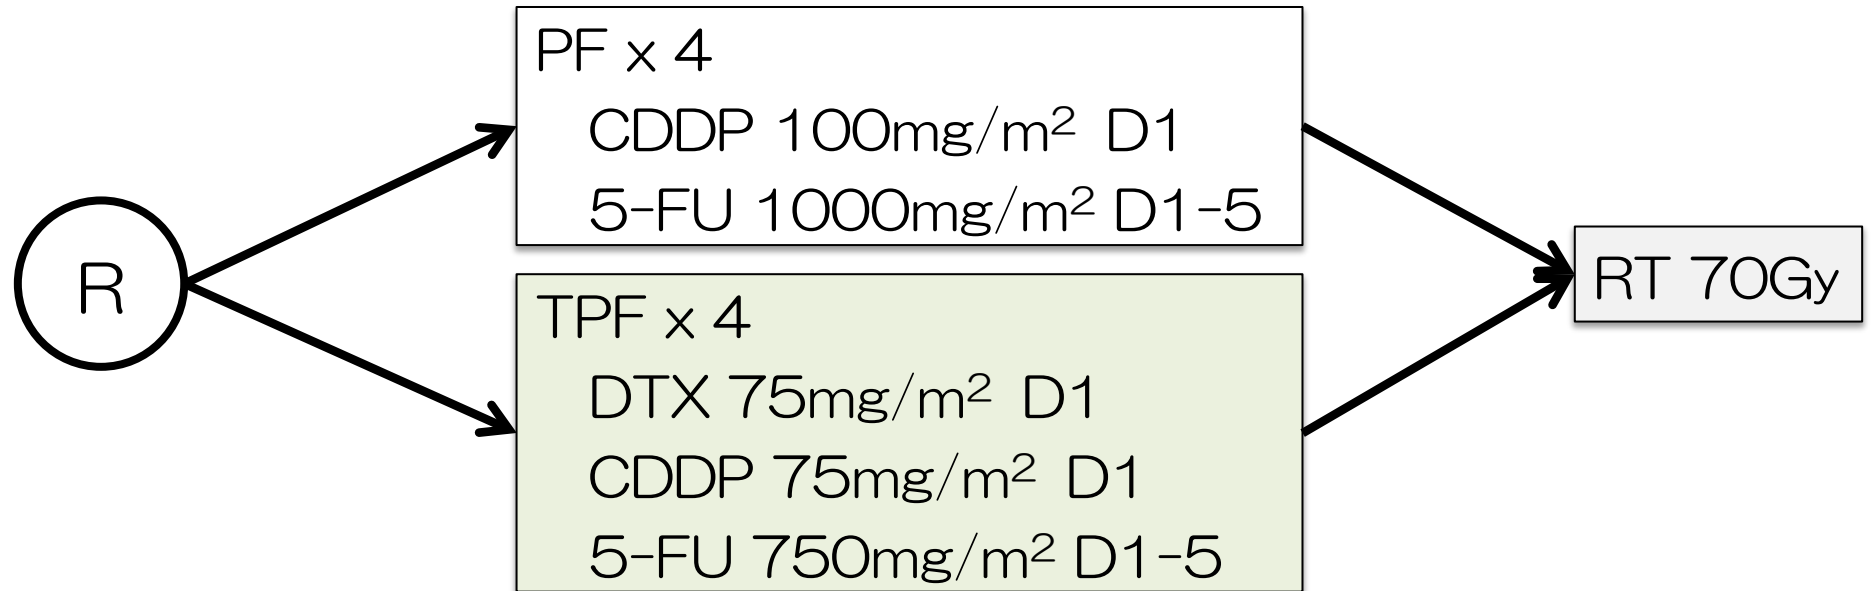 R
PF x 4
CDDP 100mg/m² D1
5-FU 1000mg/m² D1-5
TPF x 4
DTX 75mg/m² D1
CDDP 75mg/m² D1
5-FU 750mg/m² D1-5
RT 70Gy